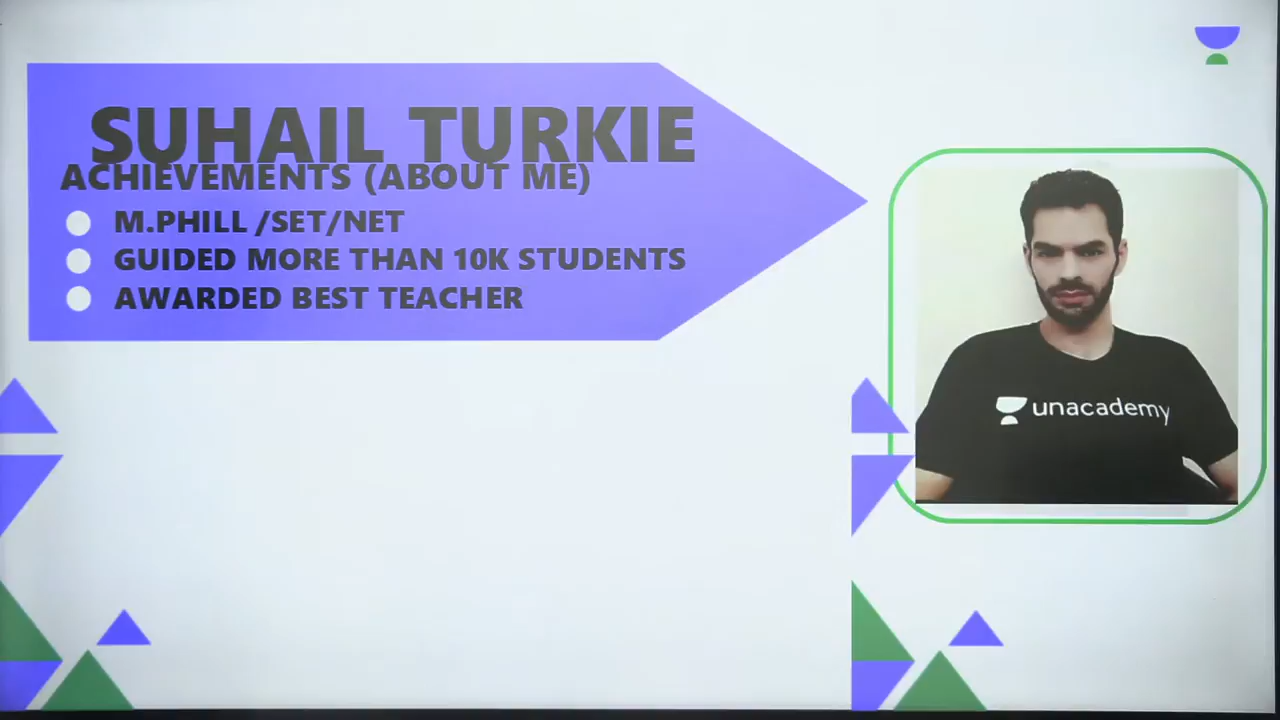 SUHAIL TURKIE
ACHIEVEMENTS (ABOUT ME)
M.PHILL /SET/NET
GUIDED MORE THAN 10K STUDENTS
AWARDED BEST TEACHER
unacademy